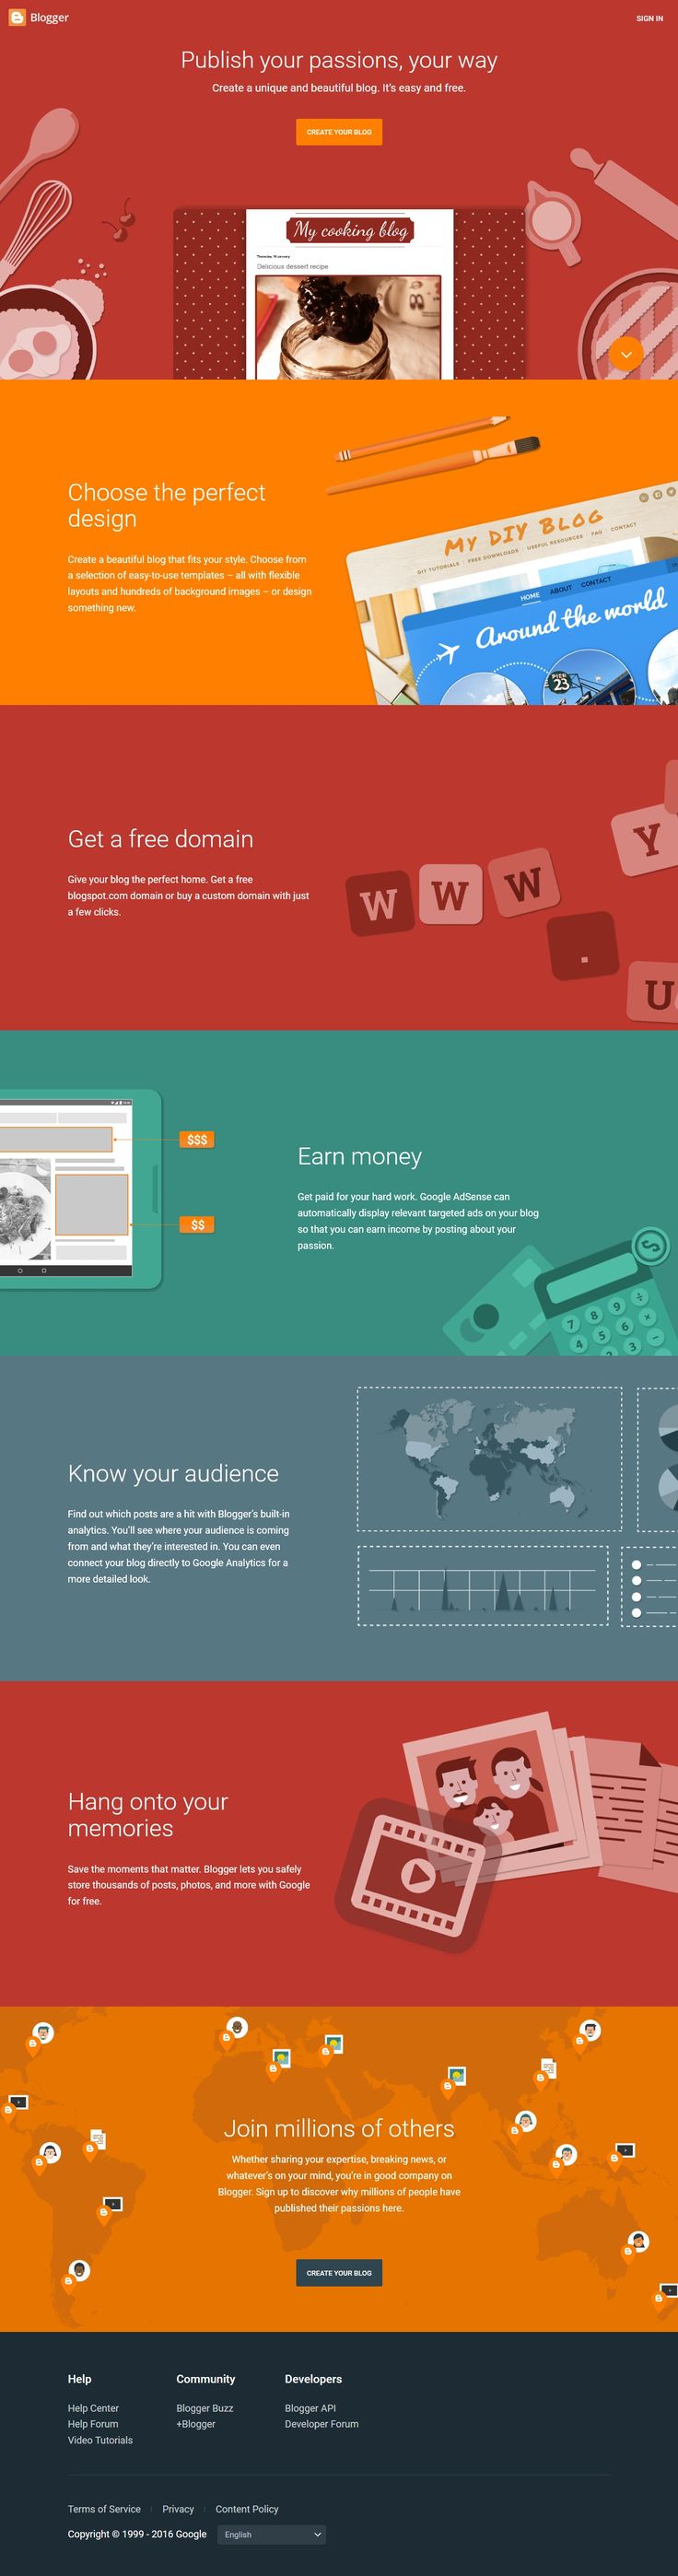 Blogger
SIGN IN
Publish your passions, your way
Create a unique and beautiful blog. It's easy and free.
CREATE YOUR BLOG
My cooking blog
Delicious dessert recipe
Choose the perfect
design
Create a beautiful blog that fits your style. Choose from
a selection of easy-to-use templates – all with flexible
layouts and hundreds of background images – or design
something new.
MY DIY BLOG
DIY TUTORIALS FREE DOWNLOADS USEFUL RESOURCES FAQ CONTACT
HOME ABOUT CONTACT
Around the world
PIER
23
Get a free domain
Give your blog the perfect home. Get a free
blogspot.com domain or buy a custom domain with just
a few clicks.
W W W . Y U
$$$
$$
Earn money
Get paid for your hard work. Google AdSense can
automatically display relevant targeted ads on your blog
so that you can earn income by posting about your
passion.
$
7 8 9 ÷
4 5 6 ×
3 −
Know your audience
Find out which posts are a hit with Blogger's built-in
analytics. You'll see where your audience is coming
from and what they're interested in. You can even
connect your blog directly to Google Analytics for a
more detailed look.
Hang onto your
memories
Save the moments that matter. Blogger lets you safely
store thousands of posts, photos, and more with Google
for free.
Join millions of others
Whether sharing your expertise, breaking news, or
whatever's on your mind, you're in good company on
Blogger. Sign up to discover why millions of people have
published their passions here.
CREATE YOUR BLOG
Help Community Developers
Help Center Blogger Buzz Blogger API
Help Forum +Blogger Developer Forum
Video Tutorials
Terms of Service Privacy Content Policy
Copyright © 1999 - 2016 Google English